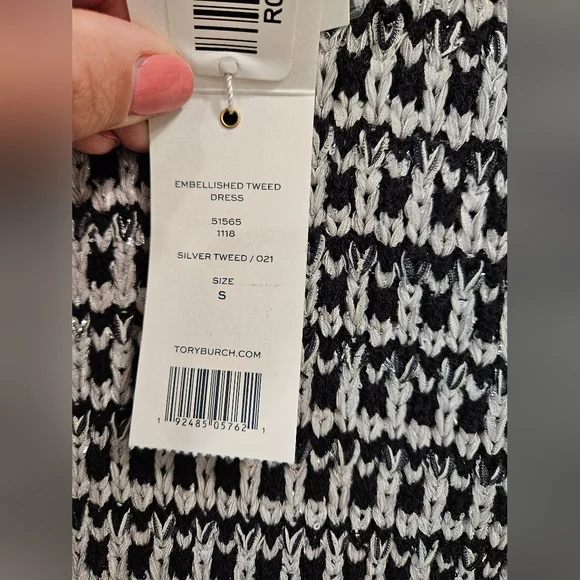 RO
EMBELLISHED TWEED
DRESS
51565
1118
SILVER TWEED / 021
SIZE
S
TORYBURCH.COM
1 92485 05762 1